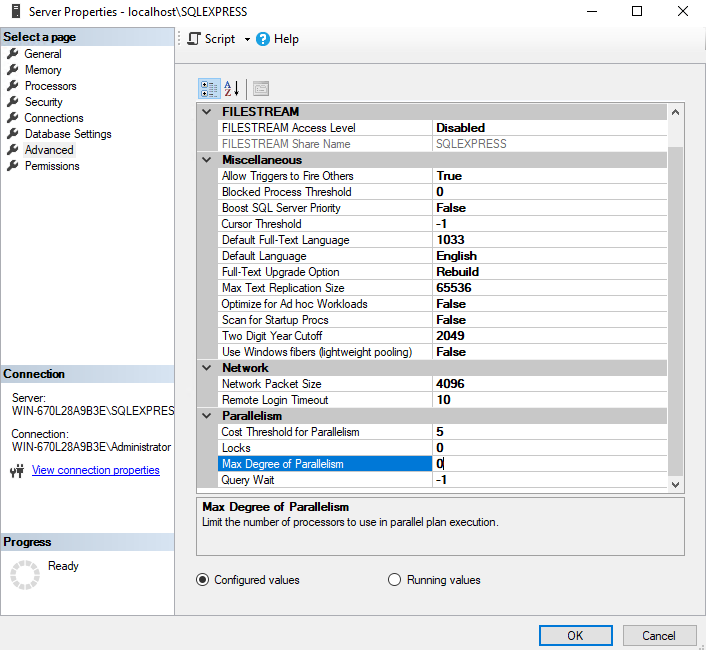 Server Properties - localhost\SQLEXPRESS
Select a page
General
Memory
Processors
Security
Connections
Database Settings
Advanced
Permissions
Connection
Server:
WIN-670L28A9B3E\SQLEXPRESS
Connection:
WIN-670L28A9B3E\Administrator
View connection properties
Progress
Ready
Script Help
FILESTREAM
FILESTREAM Access Level Disabled
FILESTREAM Share Name SQLEXPRESS
Miscellaneous
Allow Triggers to Fire Others True
Blocked Process Threshold 0
Boost SQL Server Priority False
Cursor Threshold -1
Default Full-Text Language 1033
Default Language English
Full-Text Upgrade Option Rebuild
Max Text Replication Size 65536
Optimize for Ad hoc Workloads False
Scan for Startup Procs False
Two Digit Year Cutoff 2049
Use Windows fibers (lightweight pooling) False
Network
Network Packet Size 4096
Remote Login Timeout 10
Parallelism
Cost Threshold for Parallelism 5
Locks 0
Max Degree of Parallelism 0
Query Wait -1
Max Degree of Parallelism
Limit the number of processors to use in parallel plan execution.
Configured values Running values
OK Cancel